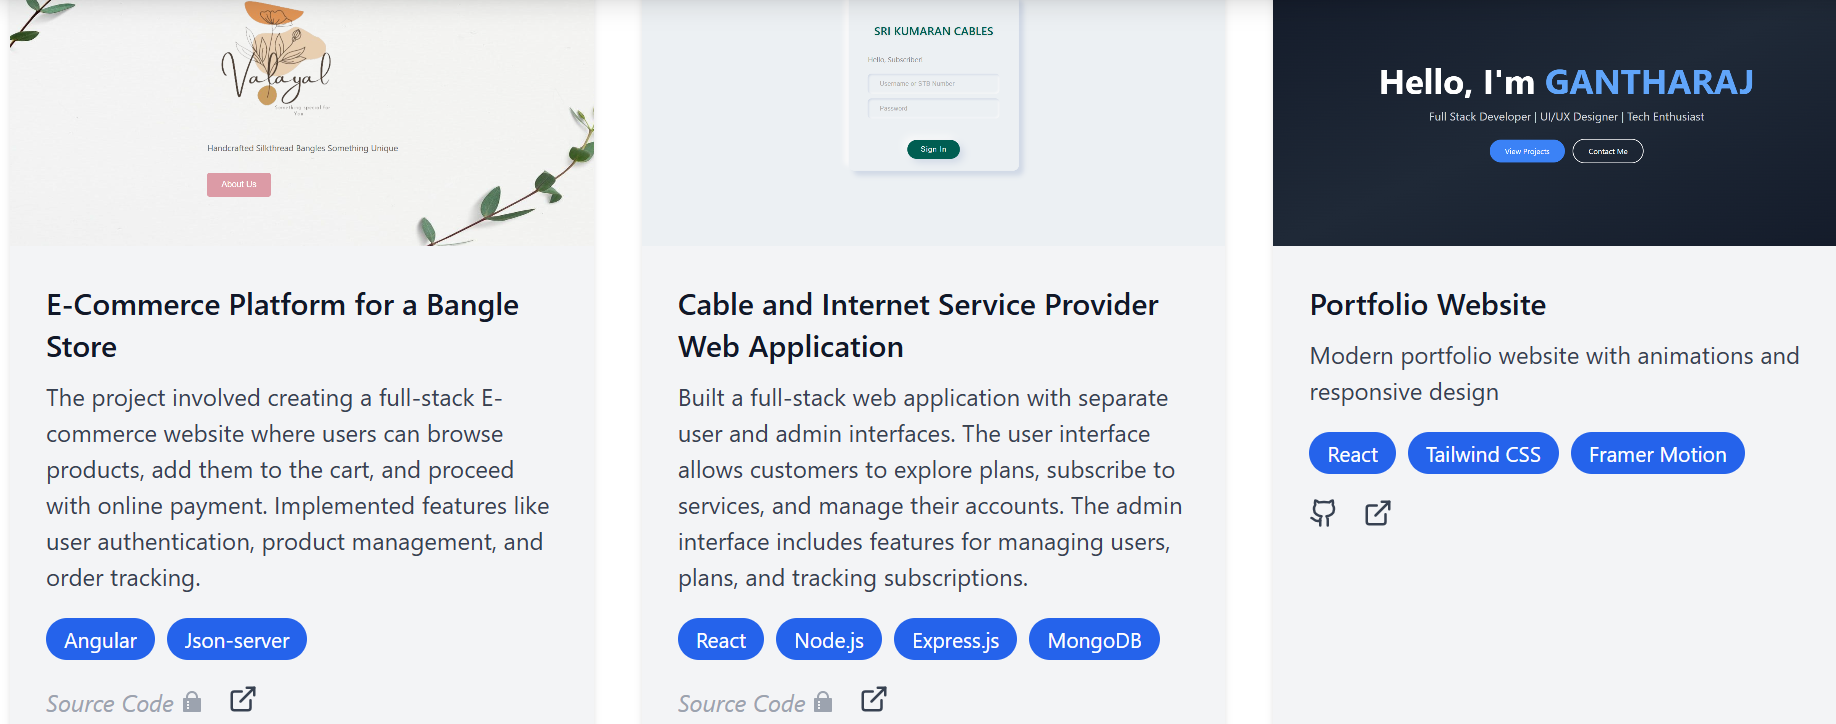 Valayal
Something special for
You
Handcrafted Silkthread Bangles Something Unique
About Us
E-Commerce Platform for a Bangle
Store
The project involved creating a full-stack E-
commerce website where users can browse
products, add them to the cart, and proceed
with online payment. Implemented features like
user authentication, product management, and
order tracking.
Angular
Json-server
Source Code
SRI KUMARAN CABLES
Hello, Subscriber!
Username or STB Number
Password
Sign In
Cable and Internet Service Provider
Web Application
Built a full-stack web application with separate
user and admin interfaces. The user interface
allows customers to explore plans, subscribe to
services, and manage their accounts. The admin
interface includes features for managing users,
plans, and tracking subscriptions.
React
Node.js
Express.js
MongoDB
Source Code
Hello, I'm GANTHARAJ
Full Stack Developer | UI/UX Designer | Tech Enthusiast
View Projects
Contact Me
Portfolio Website
Modern portfolio website with animations and
responsive design
React
Tailwind CSS
Framer Motion